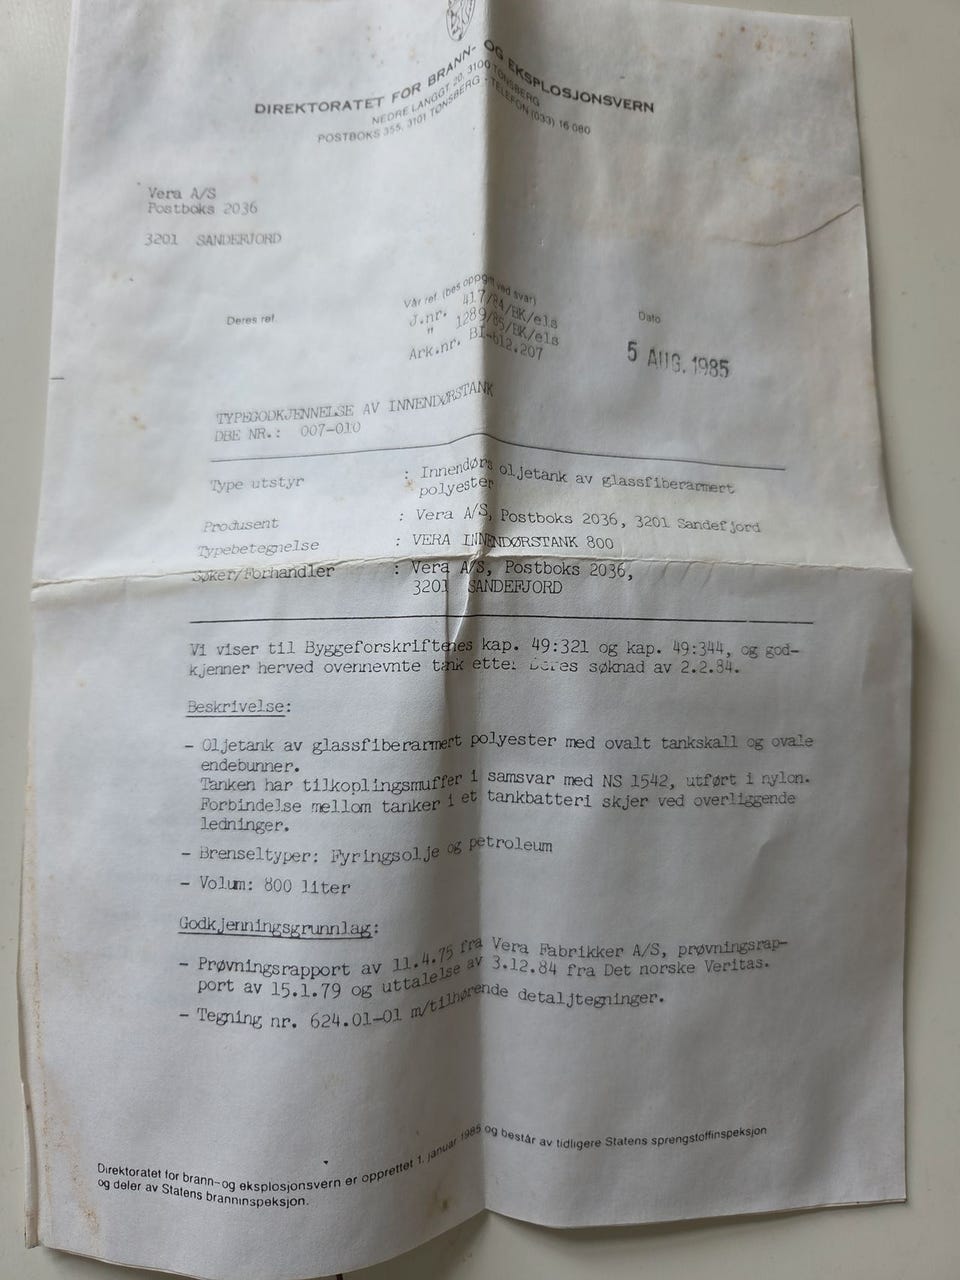 DIREKTORATET FOR BRANN- OG EKSPLOSJONSVERN
NEDRE LANGGT. 20, 3100 TØNSBERG
POSTBOKS 355, 3101 TØNSBERG - TELEFON (033) 16 080
Vera A/S
Postboks 2036
3201 SANDEFJORD
Deres ref.
Vår ref. (bes oppgitt ved svar)
Dato
J.nr. 417/84/BK/els
" 1289/85/BK/els
Ark.nr. BI-612.207
5 AUG. 1985
TYPEGODKJENNELSE AV INNENDØRSTANK
DBE NR.: 007-010
Type utstyr : Innendørs oljetank av glassfiberarmert
polyester
Produsent : Vera A/S, Postboks 2036, 3201 Sandefjord
Typebetegnelse : VERA INNENDØRSTANK 800
Søker/Forhandler : Vera A/S, Postboks 2036,
3201 SANDEFJORD
Vi viser til Byggeforskriftenes kap. 49:321 og kap. 49:344, og god-
kjenner herved ovennevnte tank etter Deres søknad av 2.2.84.
Beskrivelse:
- Oljetank av glassfiberarmert polyester med ovalt tankskall og ovale
endebunner.
Tanken har tilkoplingsmuffer i samsvar med NS 1542, utført i nylon.
Forbindelse mellom tanker i et tankbatteri skjer ved overliggende
ledninger.
- Brenseltyper: Fyringsolje og petroleum
- Volum: 800 liter
Godkjenningsgrunnlag:
- Prøvningsrapport av 11.4.75 fra Vera Fabrikker A/S, prøvningsrap-
port av 15.1.79 og uttalelse av 3.12.84 fra Det norske Veritas.
- Tegning nr. 624.01-01 m/tilhørende detaljtegninger.
Direktoratet for brann-og eksplosjonsvern er opprettet 1. januar 1985 og består av tidligere Statens sprengstoffinspeksjon
og deler av Statens branninspeksjon.